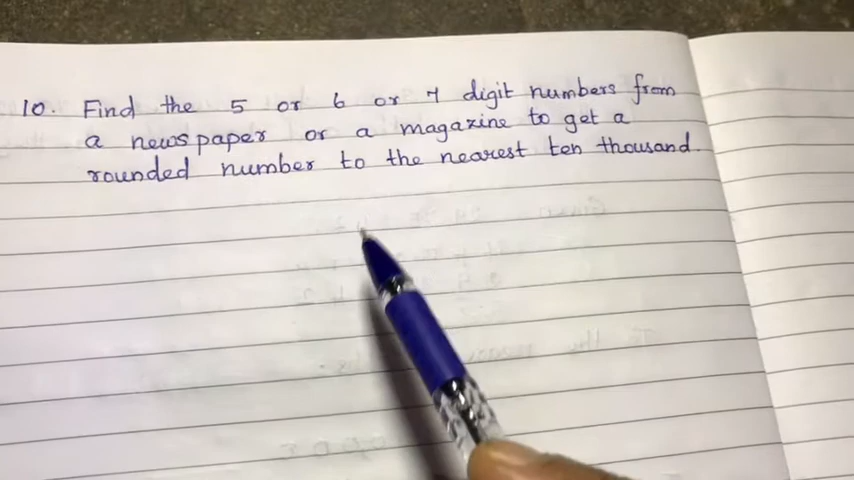 10. Find the 5 or 6 or 7 digit numbers from
a newspaper or a magazine to get a
rounded number to the nearest ten thousand.